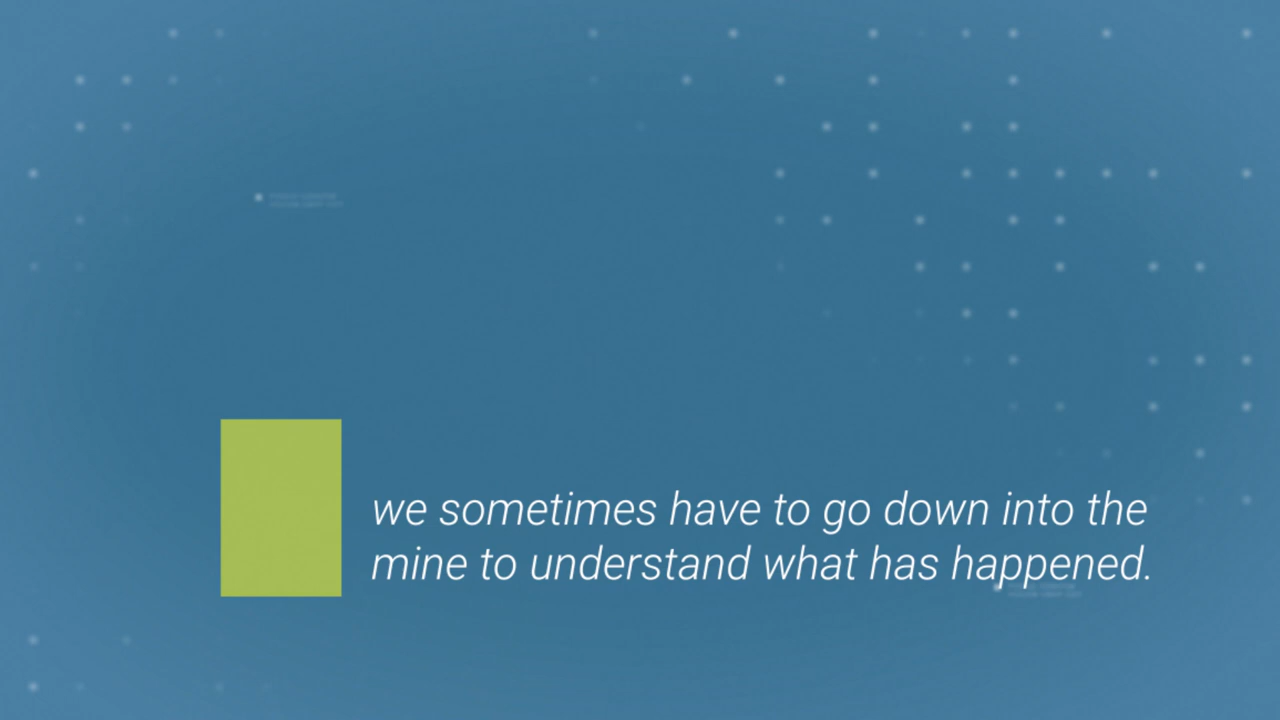 we sometimes have to go down into the
mine to understand what has happened.